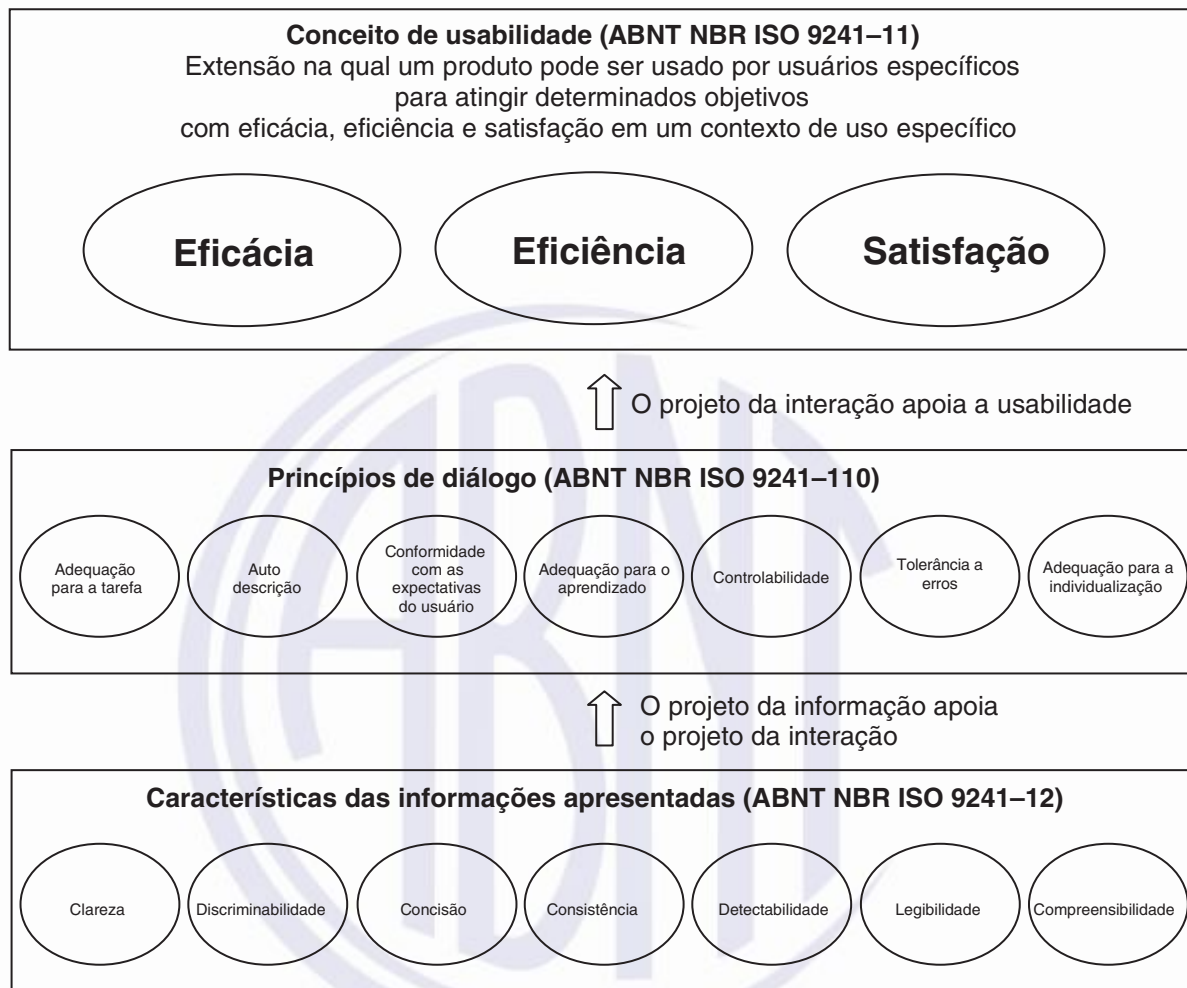 Conceito de usabilidade (ABNT NBR ISO 9241–11)
Extensão na qual um produto pode ser usado por usuários específicos
para atingir determinados objetivos
com eficácia, eficiência e satisfação em um contexto de uso específico
Eficácia
Eficiência
Satisfação
O projeto da interação apoia a usabilidade
Princípios de diálogo (ABNT NBR ISO 9241–110)
Adequação
para a tarefa
Auto
descrição
Conformidade
com as
expectativas
do usuário
Adequação para o
aprendizado
Controlabilidade
Tolerância a
erros
Adequação para a
individualização
O projeto da informação apoia
o projeto da interação
Características das informações apresentadas (ABNT NBR ISO 9241–12)
Clareza
Discriminabilidade
Concisão
Consistência
Detectabilidade
Legibilidade
Compreensibilidade
ABNT